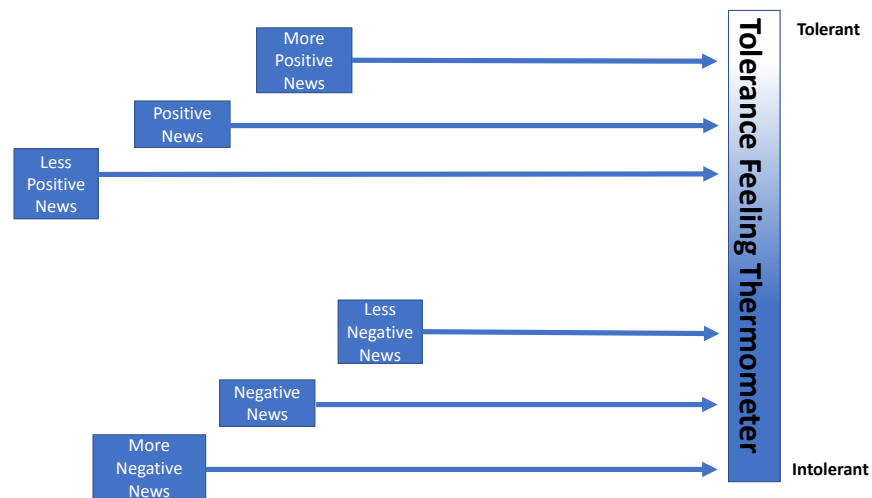 More
Positive
News
Positive
News
Less
Positive
News
Less
Negative
News
Negative
News
More
Negative
News
Tolerance Feeling Thermometer
Tolerant
Intolerant